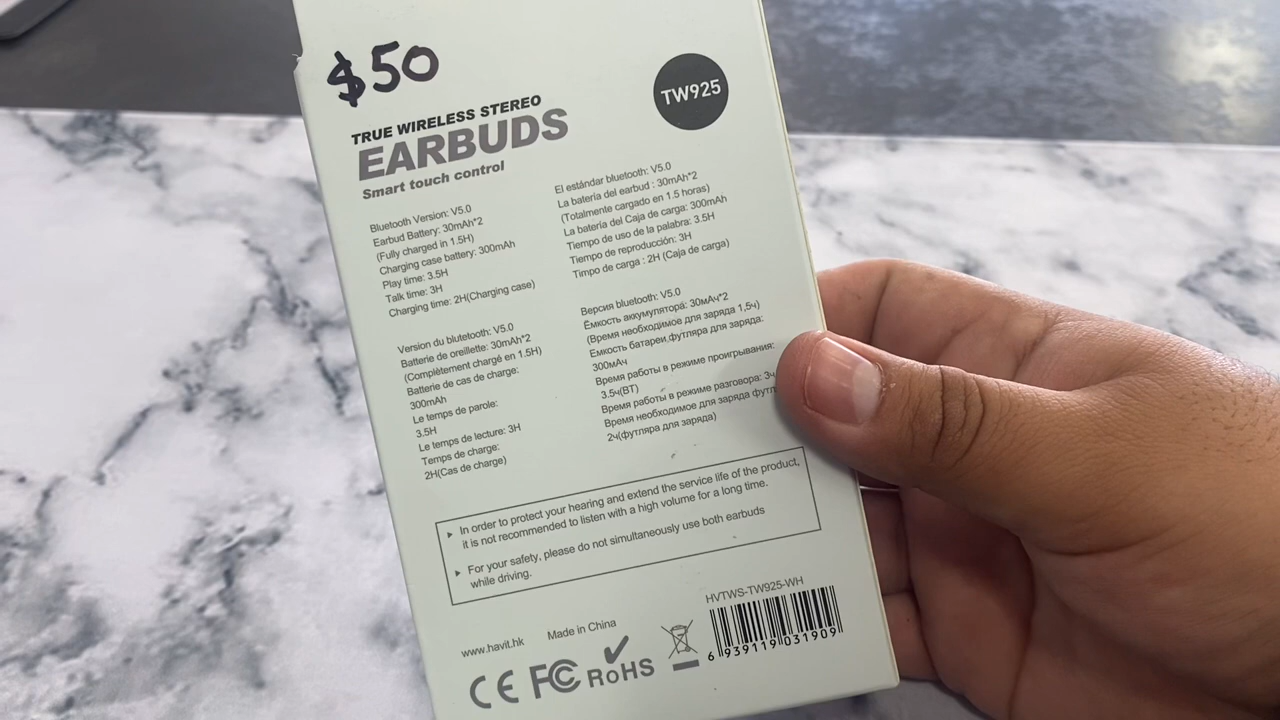 $50
TW925
TRUE WIRELESS STEREO
EARBUDS
Smart touch control
Bluetooth Version: V5.0
Earbud Battery: 30mAh*2
(Fully charged in 1.5H)
Charging case battery: 300mAh
Play time: 3.5H
Talk time: 3H
Charging time: 2H(Charging case)
El estándar bluetooth: V5.0
La batería del earbud : 30mAh*2
(Totalmente cargado en 1.5 horas)
La batería del Caja de carga: 300mAh
Tiempo de uso de la palabra: 3.5H
Tiempo de reproducción: 3H
Timpo de carga : 2H (Caja de carga)
Version du blutetooth: V5.0
Batterie de oreillette: 30mAh*2
(Complètement chargé en 1.5H)
Batterie de cas de charge:
300mAh
Le temps de parole:
3.5H
Le temps de lecture: 3H
Temps de charge:
2H(Cas de charge)
Версия bluetooth: V5.0
Ёмкость аккумулятора: 30мАч*2
(Время необходимое для заряда 1,5ч)
Емкость батареи футляра для заряда:
300мАч
Время работы в режиме проигрывания:
3.5ч(BT)
Время работы в режиме разговора: 3ч
Время необходимое для заряда
2ч(футляра для заряда)
In order to protect your hearing and extend the service life of the product,
it is not recommended to listen with a high volume for a long time.
For your safety, please do not simultaneously use both earbuds
while driving.
HVTWS-TW925-WH
www.havit.hk Made in China
6 939119 031909
CE FC RoHS